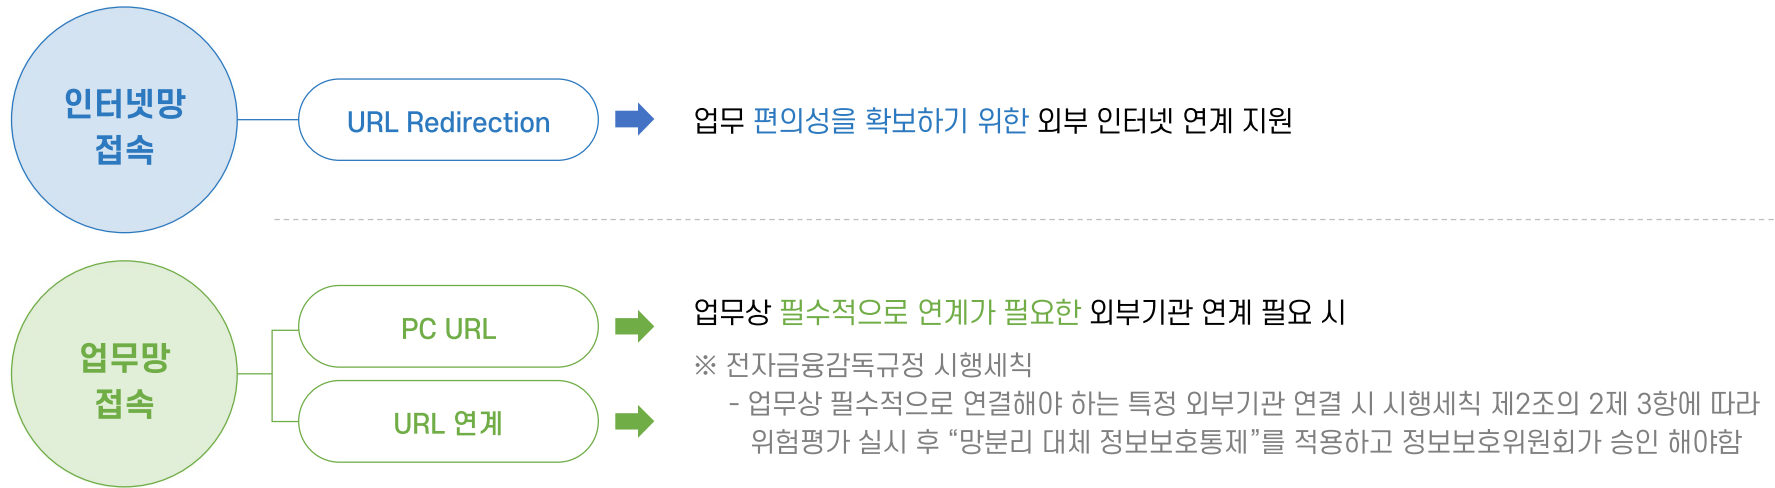 인터넷망
접속
URL Redirection
업무 편의성을 확보하기 위한 외부 인터넷 연계 지원
업무망
접속
PC URL
URL 연계
업무상 필수적으로 연계가 필요한 외부기관 연계 필요 시
※ 전자금융감독규정 시행세칙
- 업무상 필수적으로 연결해야 하는 특정 외부기관 연결 시 시행세칙 제2조의 2제 3항에 따라
위험평가 실시 후 “망분리 대체 정보보호통제”를 적용하고 정보보호위원회가 승인 해야함